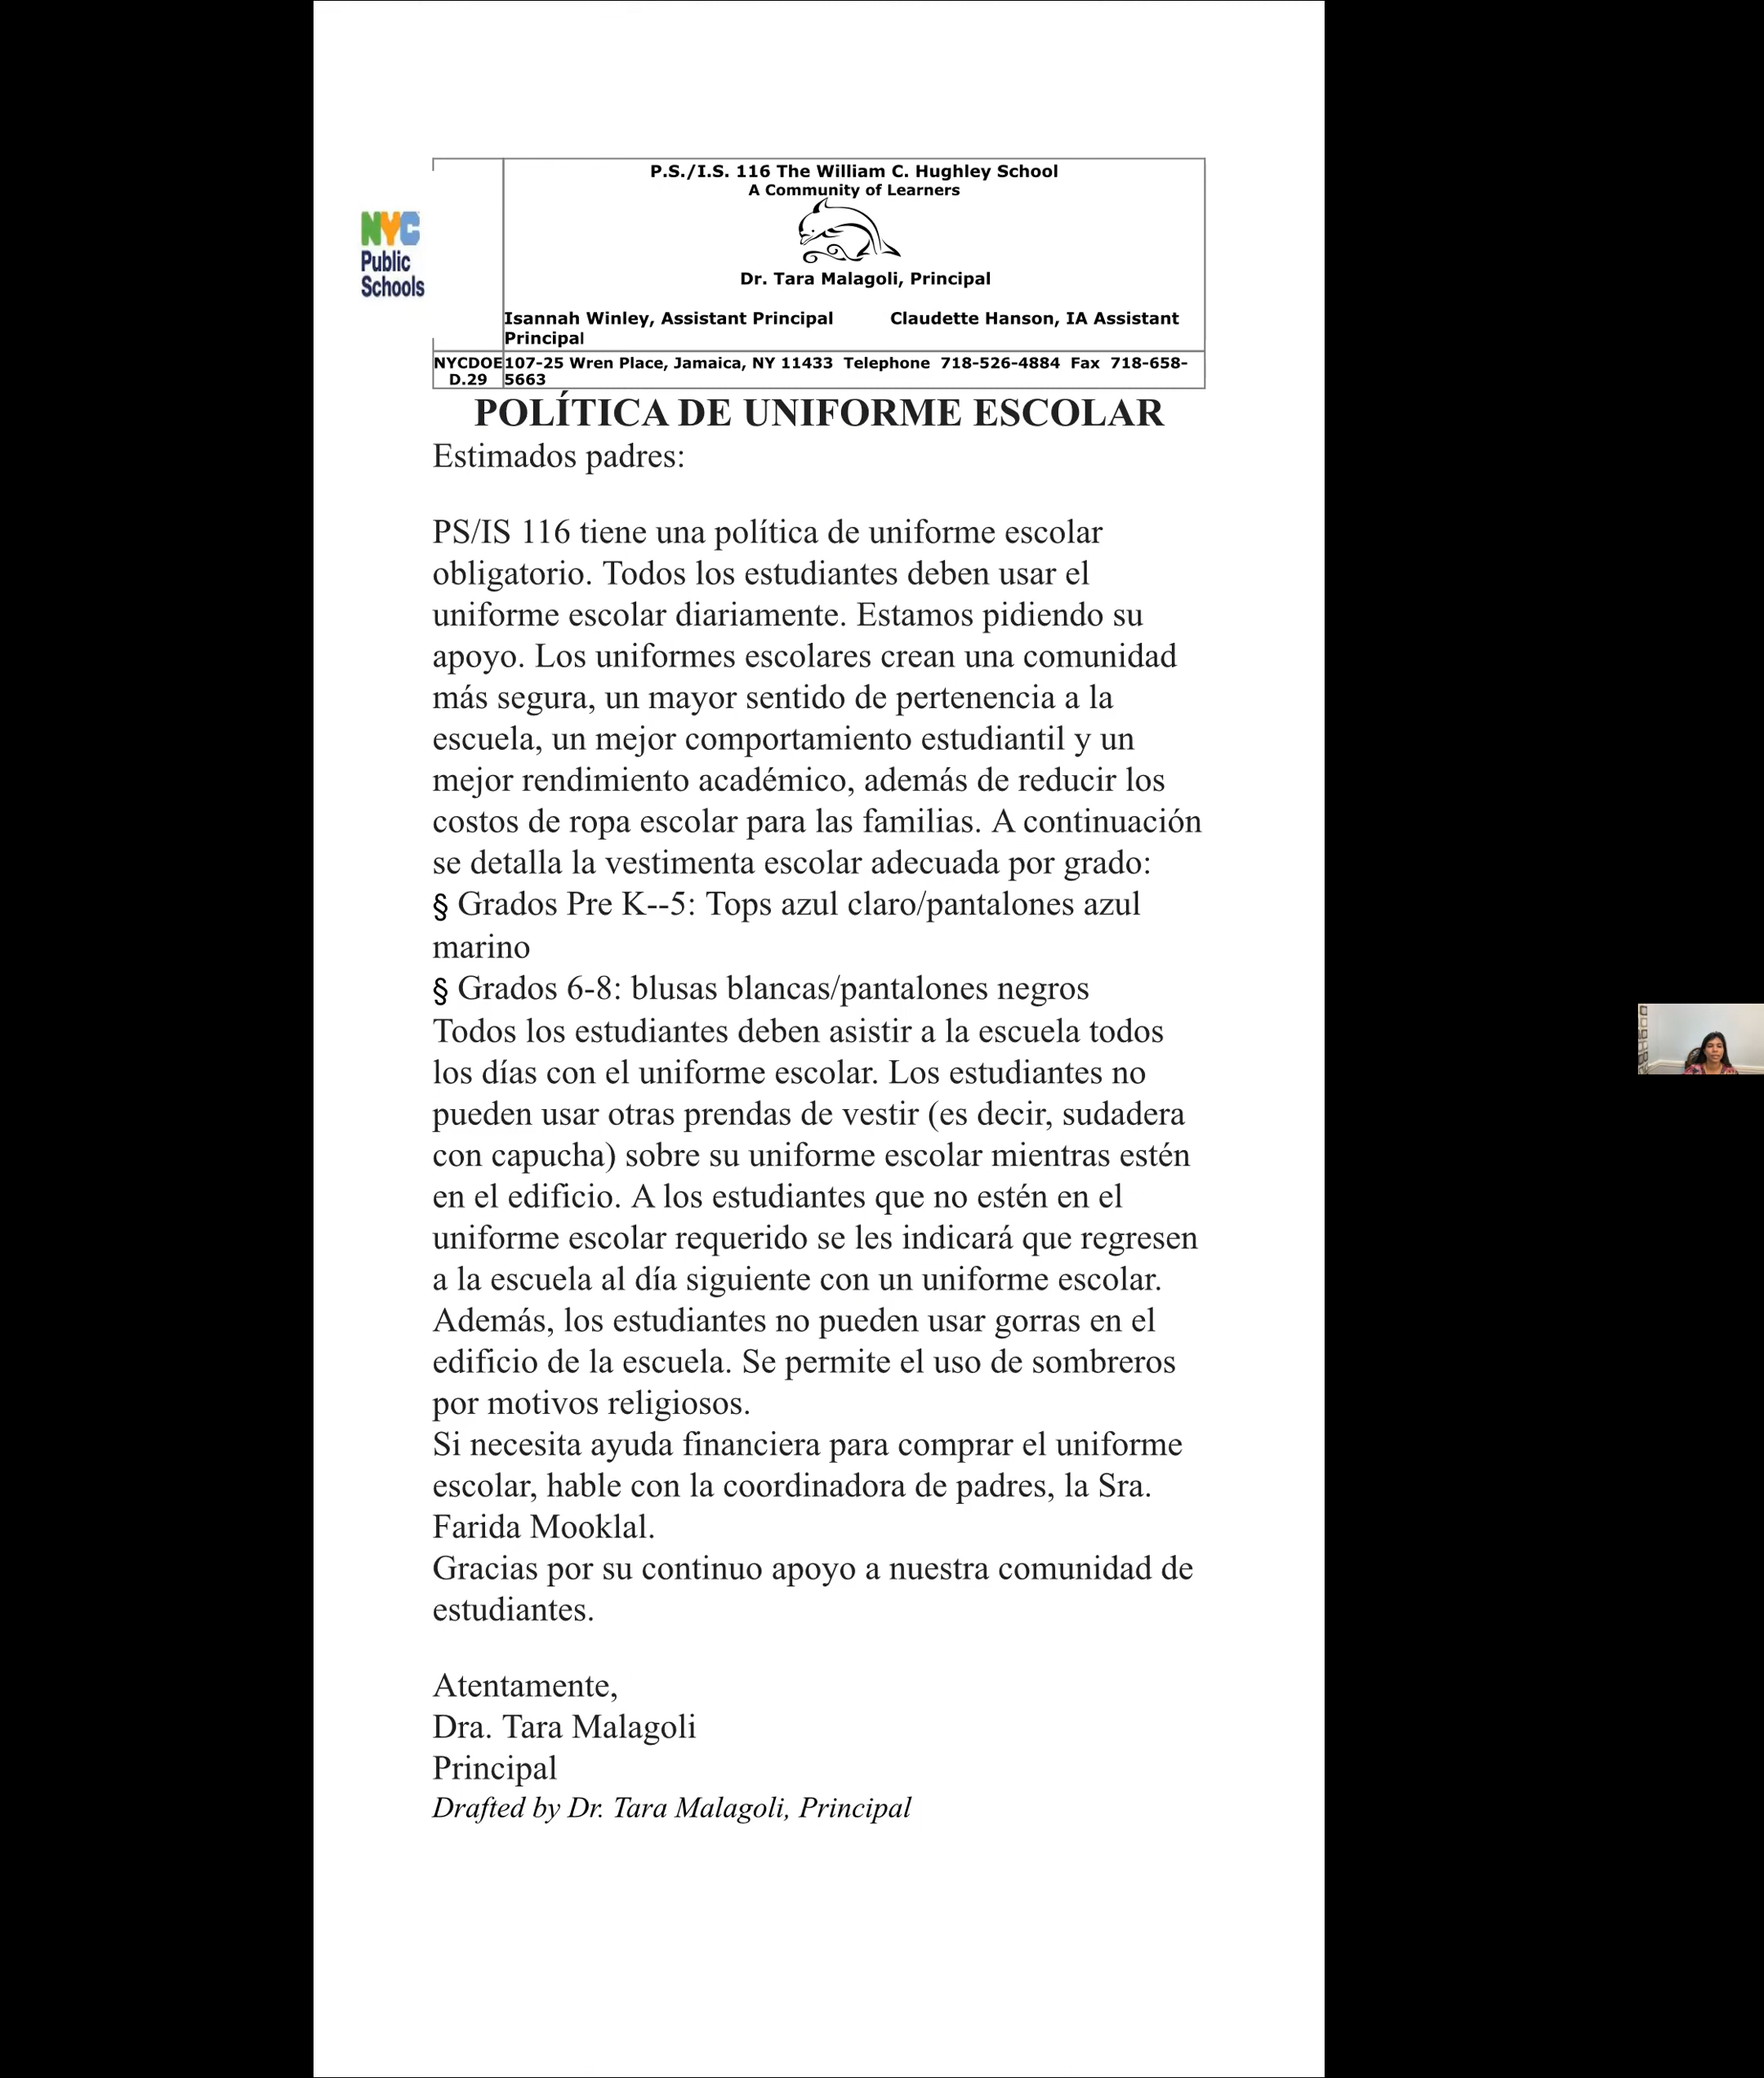 P.S./I.S. 116 The William C. Hughley School
A Community of Learners
NYC
Public
Schools
Dr. Tara Malagoli, Principal
Isannah Winley, Assistant Principal Claudette Hanson, IA Assistant
Principal
NYCDOE 107-25 Wren Place, Jamaica, NY 11433 Telephone 718-526-4884 Fax 718-658-
D.29 5663
POLÍTICA DE UNIFORME ESCOLAR
Estimados padres:
PS/IS 116 tiene una política de uniforme escolar
obligatorio. Todos los estudiantes deben usar el
uniforme escolar diariamente. Estamos pidiendo su
apoyo. Los uniformes escolares crean una comunidad
más segura, un mayor sentido de pertenencia a la
escuela, un mejor comportamiento estudiantil y un
mejor rendimiento académico, además de reducir los
costos de ropa escolar para las familias. A continuación
se detalla la vestimenta escolar adecuada por grado:
§ Grados Pre K--5: Tops azul claro/pantalones azul
marino
§ Grados 6-8: blusas blancas/pantalones negros
Todos los estudiantes deben asistir a la escuela todos
los días con el uniforme escolar. Los estudiantes no
pueden usar otras prendas de vestir (es decir, sudadera
con capucha) sobre su uniforme escolar mientras estén
en el edificio. A los estudiantes que no estén en el
uniforme escolar requerido se les indicará que regresen
a la escuela al día siguiente con un uniforme escolar.
Además, los estudiantes no pueden usar gorras en el
edificio de la escuela. Se permite el uso de sombreros
por motivos religiosos.
Si necesita ayuda financiera para comprar el uniforme
escolar, hable con la coordinadora de padres, la Sra.
Farida Mooklal.
Gracias por su continuo apoyo a nuestra comunidad de
estudiantes.
Atentamente,
Dra. Tara Malagoli
Principal
Drafted by Dr. Tara Malagoli, Principal